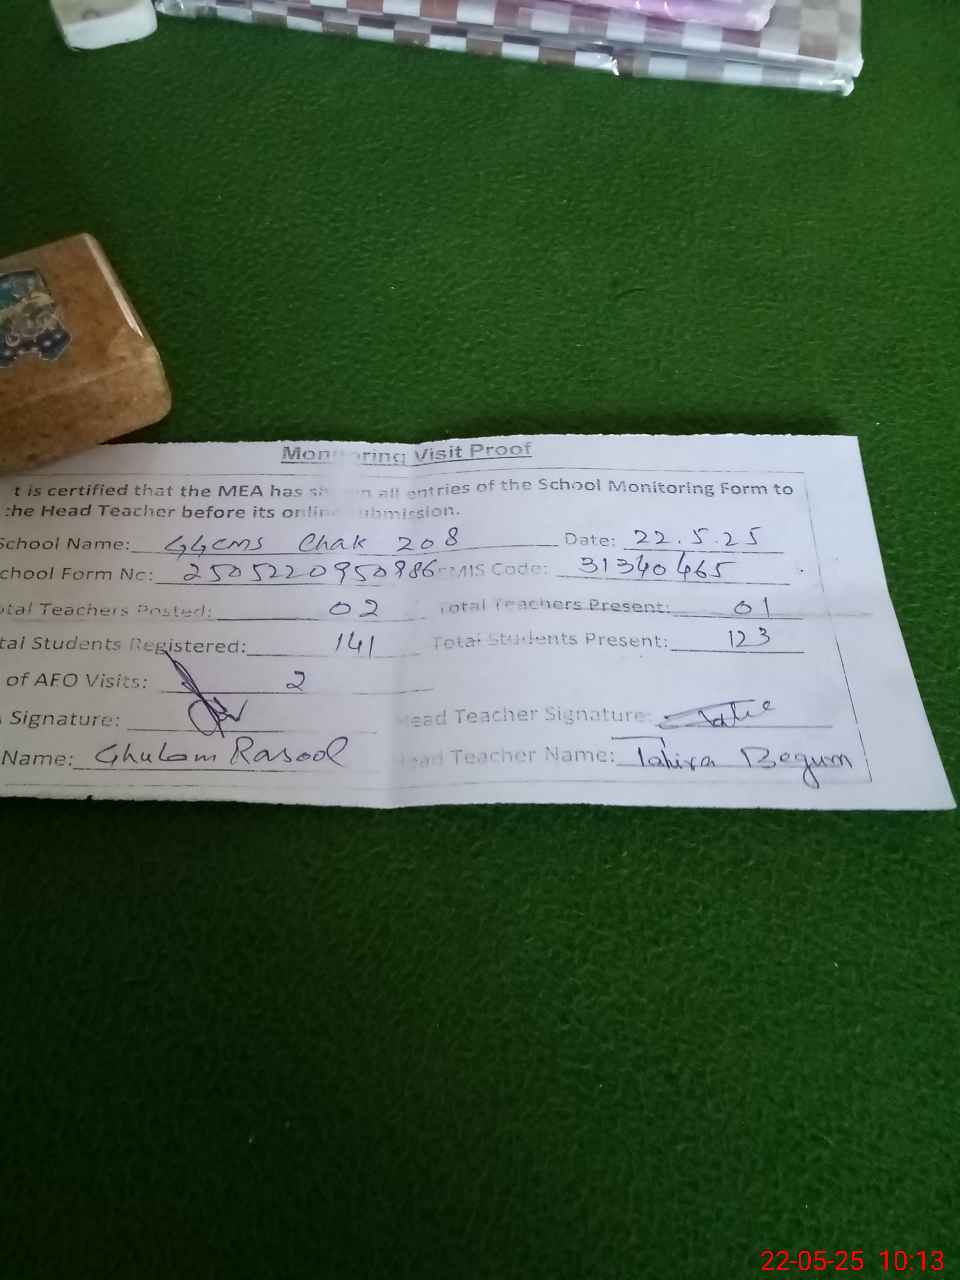 Monitoring Visit Proof
t is certified that the MEA has shown all entries of the School Monitoring Form to
the Head Teacher before its online submission.
School Name: GGCMS Chak 208 Date: 22.5.25
chool Form No: 2505220950986 EMIS Code: 31340465
otal Teachers Posted: 02 Total Teachers Present: 01
tal Students Registered: 141 Total Students Present: 123
of AEO Visits: 2
Signature: Head Teacher Signature:
Name: Ghulam Rasool Head Teacher Name: Tahira Begum
22-05-25 10:13